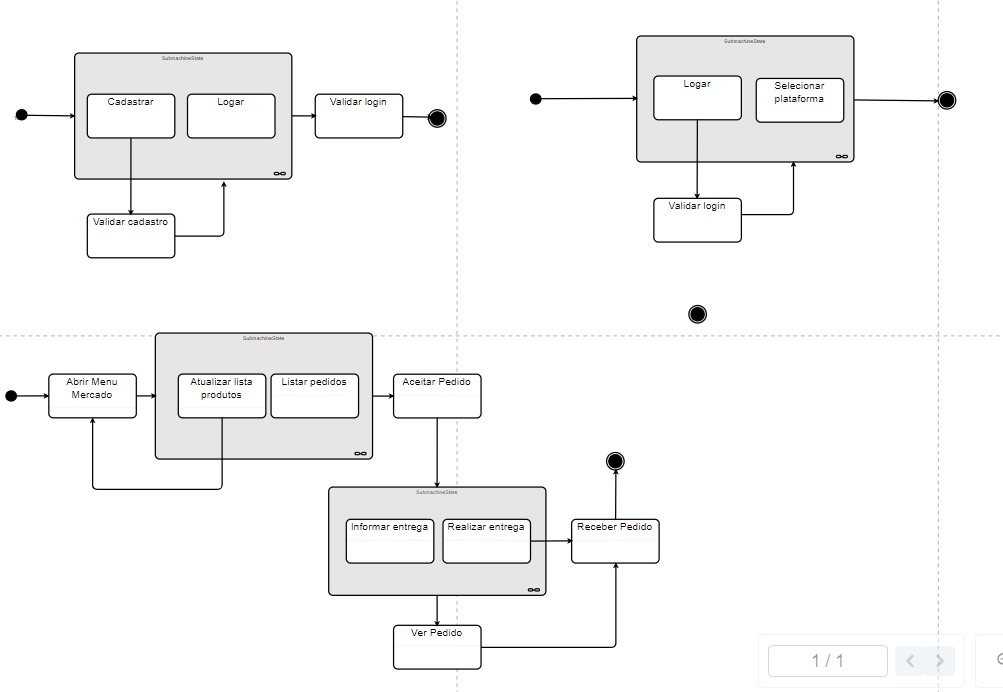 SubmachineState
Cadastrar
Logar
Validar login
Validar cadastro
SubmachineState
Logar
Selecionar
plataforma
Validar login
SubmachineState
Abrir Menu
Mercado
Atualizar lista
produtos
Listar pedidos
Aceitar Pedido
SubmachineState
Informar entrega
Realizar entrega
Receber Pedido
Ver Pedido
1 / 1